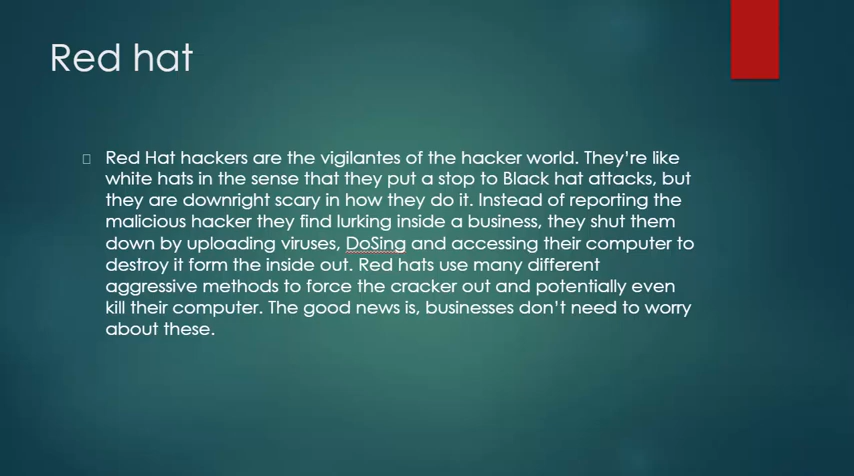 Red hat
Red Hat hackers are the vigilantes of the hacker world. They're like
white hats in the sense that they put a stop to Black hat attacks, but
they are downright scary in how they do it. Instead of reporting the
malicious hacker they find lurking inside a business, they shut them
down by uploading viruses, DoSing and accessing their computer to
destroy it form the inside out. Red hats use many different
aggressive methods to force the cracker out and potentially even
kill their computer. The good news is, businesses don't need to worry
about these.